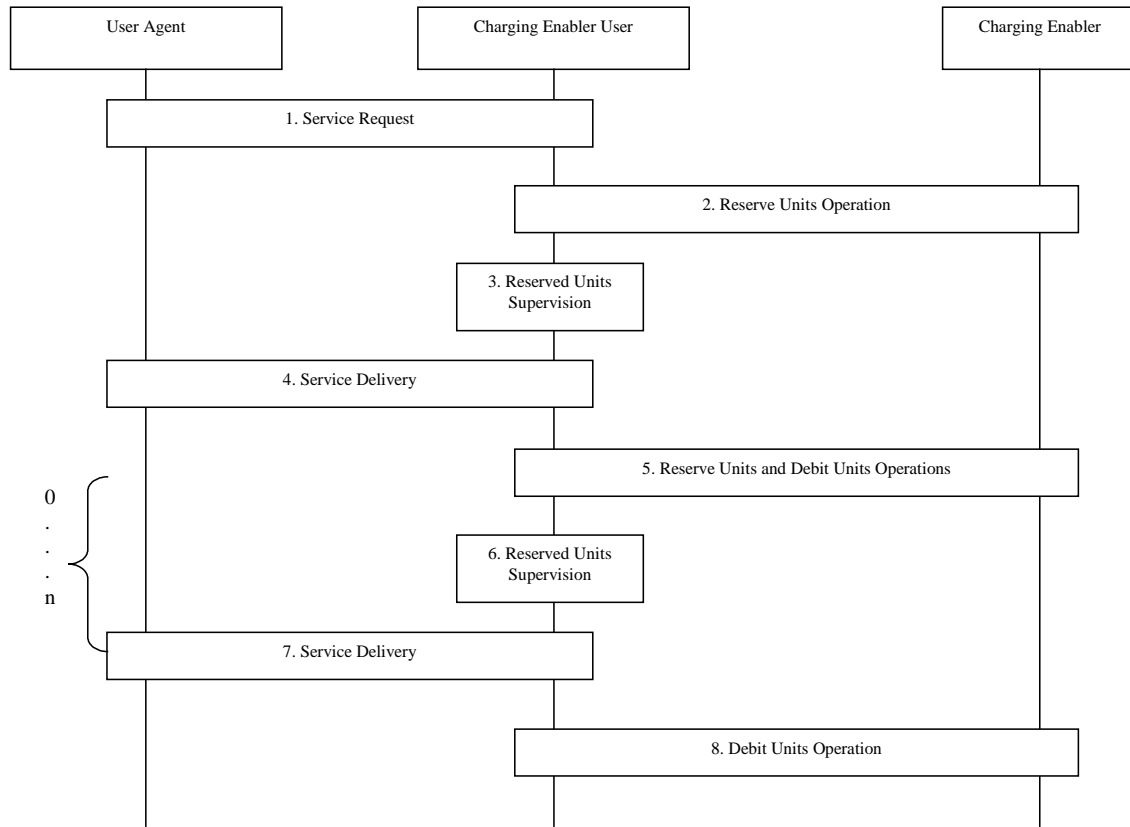 User Agent
Charging Enabler User
Charging Enabler
1. Service Request
2. Reserve Units Operation
3. Reserved Units
Supervision
4. Service Delivery
5. Reserve Units and Debit Units Operations
0
.
.
.
n
6. Reserved Units
Supervision
7. Service Delivery
8. Debit Units Operation